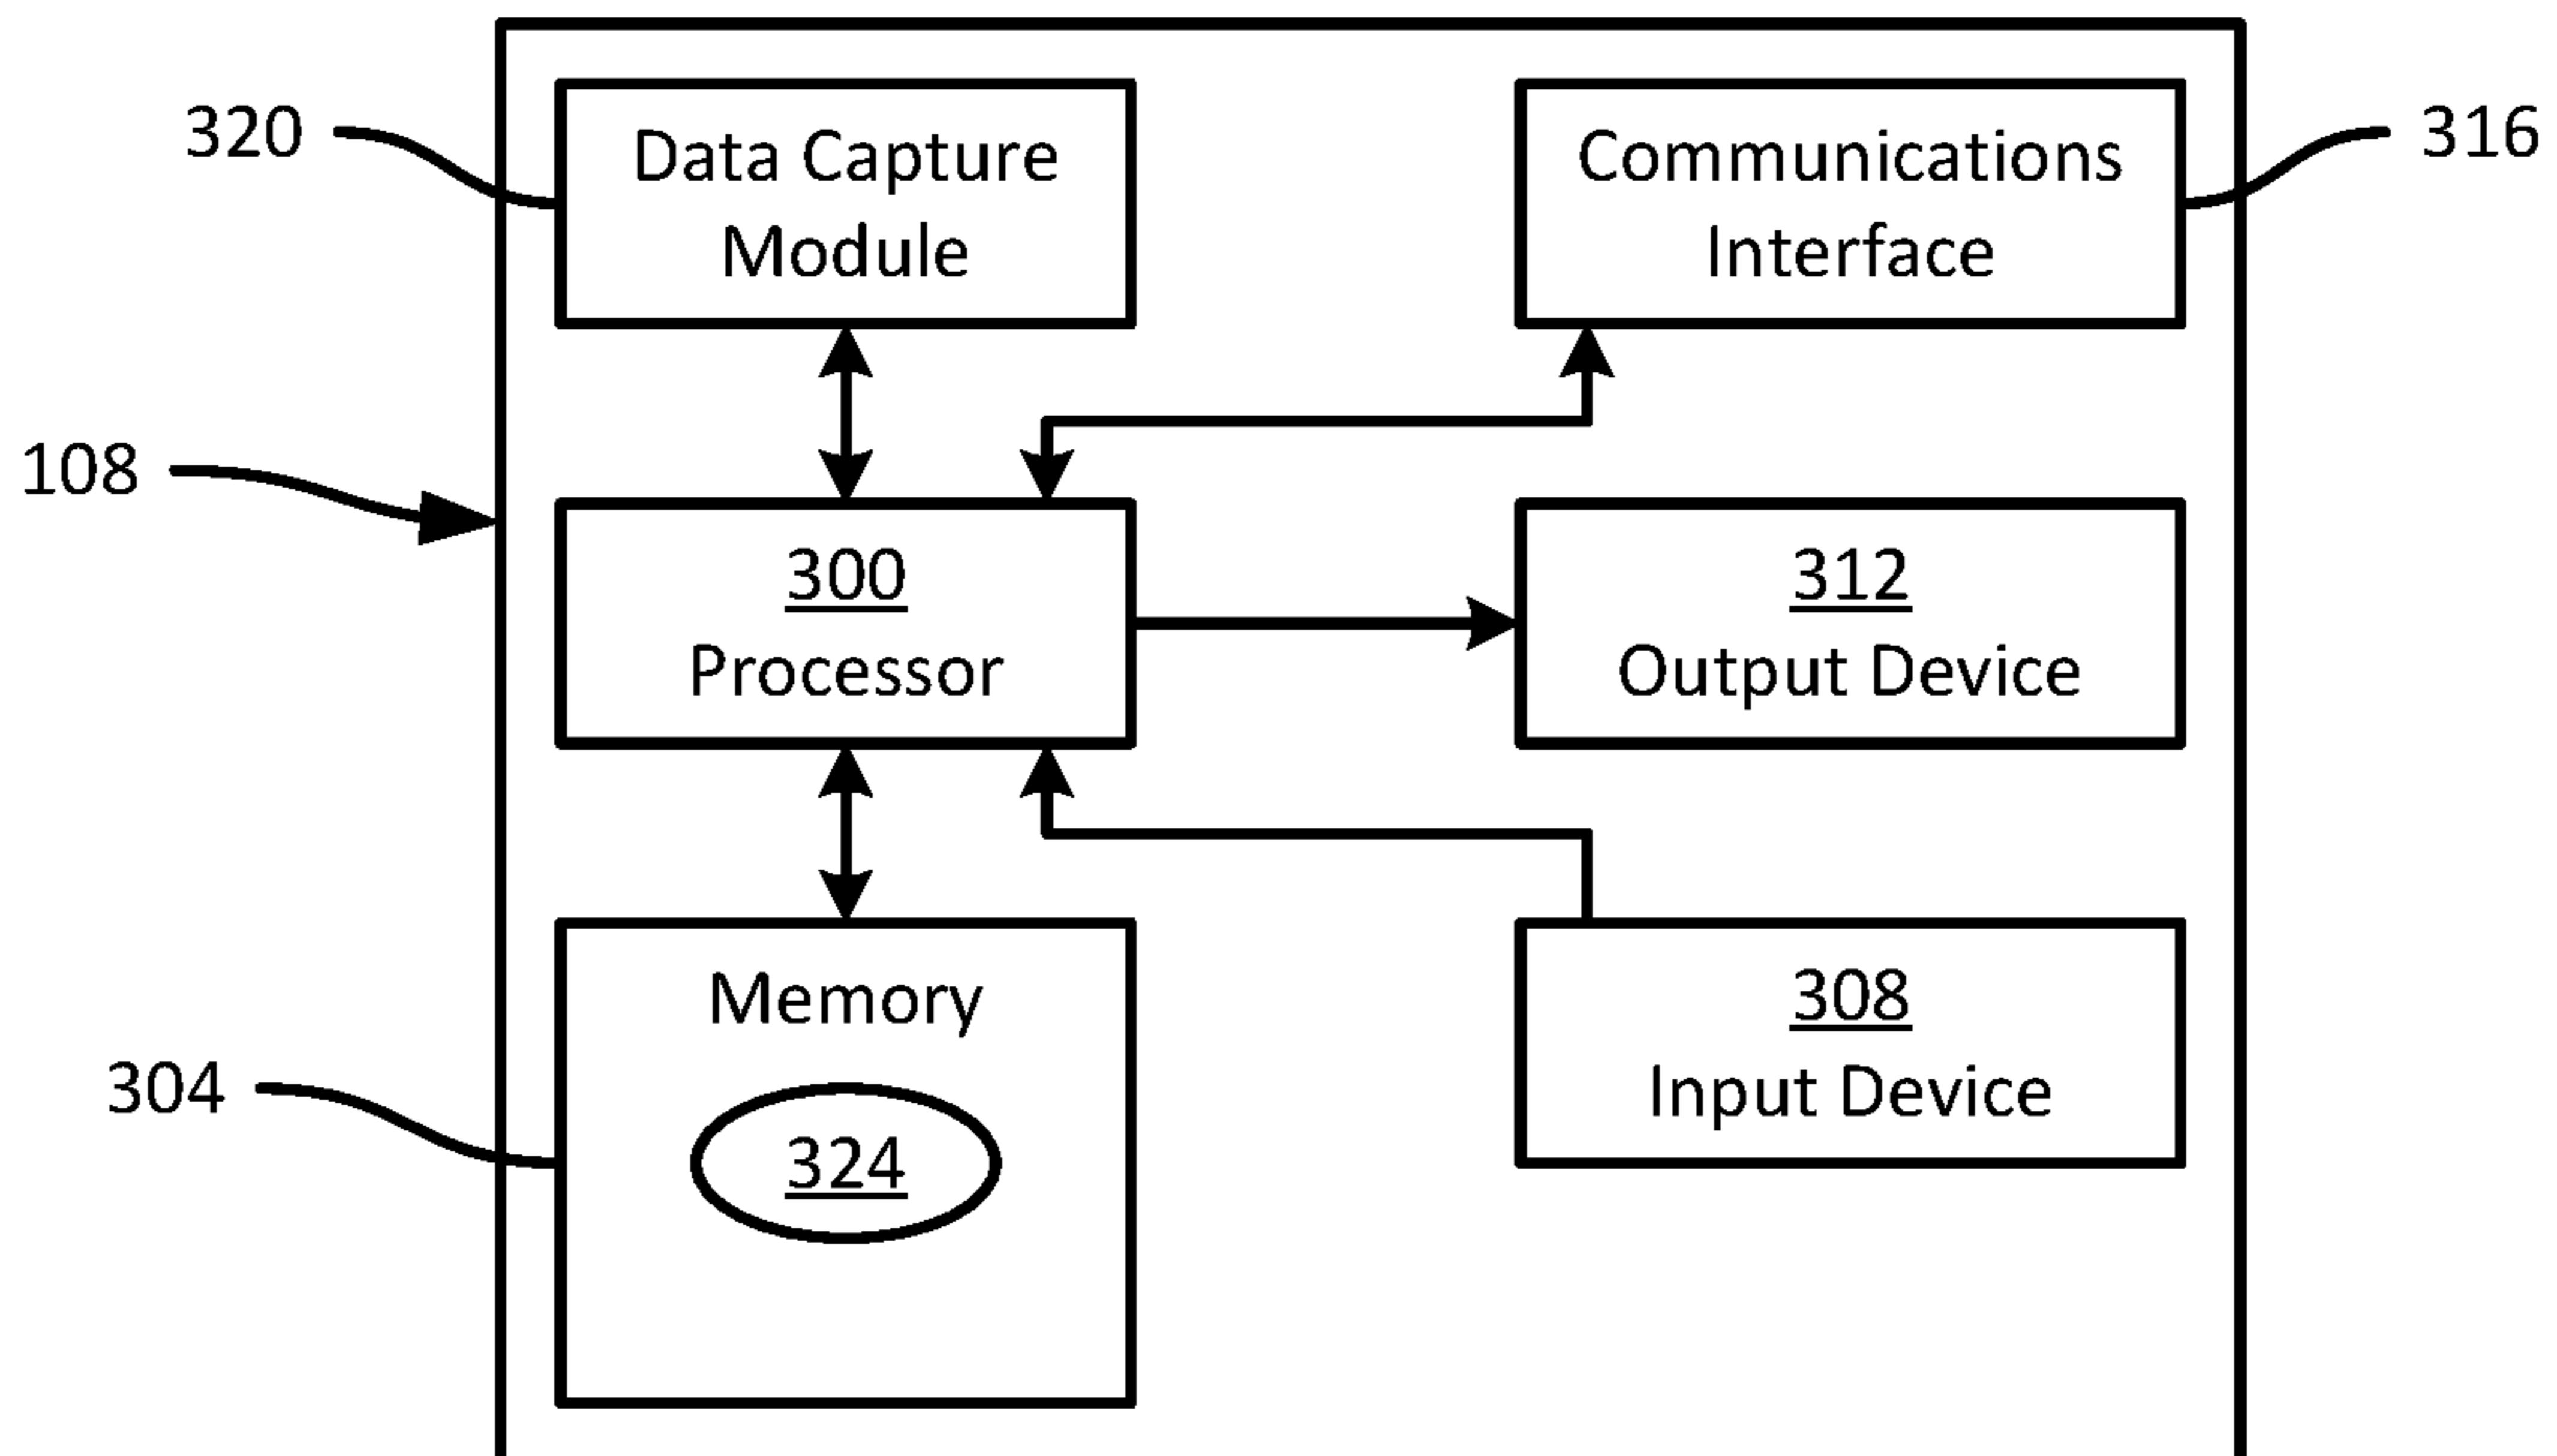 320
Data Capture
Module
Communications
Interface
316
108
300
Processor
312
Output Device
304
Memory
324
308
Input Device